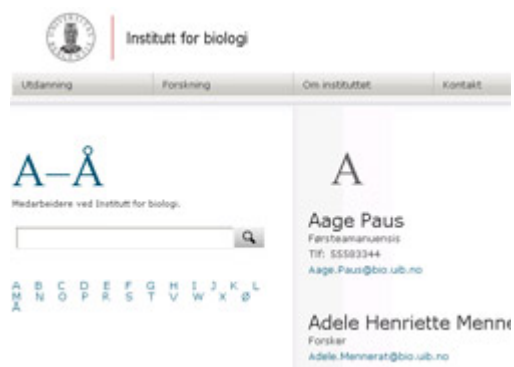 Institutt for biologi
Utdanning Forskning Om instituttet Kontakt
A–Å
Medarbeidere ved Institutt for biologi.
A B C D E F G H I J K L
M N O P R S T V W X Ø
Å
A
Aage Paus
Førsteamanuensis
Tlf: 55583344
Aage.Paus@bio.uib.no
Adele Henriette Menne
Forsker
Adele.Mennerat@bio.uib.no